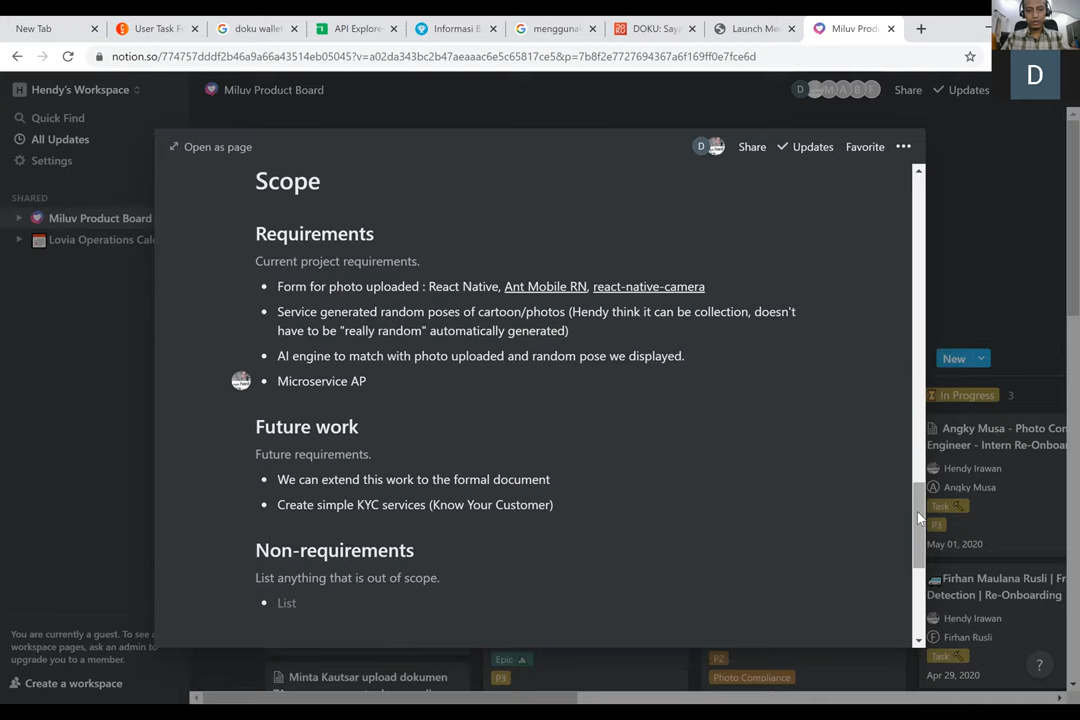 New Tab
User Task F
doku wallet
API Explore
Informasi B
mengguna
DOKU: Say
Launch Me
Miluv Prod
notion.so/774757dddf2b46a9a66a43514eb05045?v=a02da343bc2b47aeaaac6e5c65817ce5&p=7b8f2e7727694367a6f169ff0e7fce6d
D
H Hendy's Workspace
Miluv Product Board
D M A B F
Share
Updates
Quick Find
All Updates
Settings
SHARED
Miluv Product Board
Lovia Operations Cal
Open as page
D
Share
Updates
Favorite
Scope
Requirements
Current project requirements.
Form for photo uploaded : React Native, Ant Mobile RN, react-native-camera
Service generated random poses of cartoon/photos (Hendy think it can be collection, doesn't
have to be "really random" automatically generated)
AI engine to match with photo uploaded and random pose we displayed.
Microservice AP
Future work
Future requirements.
We can extend this work to the formal document
Create simple KYC services (Know Your Customer)
Non-requirements
List anything that is out of scope.
List
New
In Progress 3
Angky Musa - Photo Con
Engineer - Intern Re-Onboa
Hendy Irawan
A Angky Musa
Task
P3
May 01, 2020
Firhan Maulana Rusli | Fr
Detection | Re-Onboarding
Hendy Irawan
F Firhan Rusli
Task
Apr 29, 2020
You are currently a guest. To see a
workspace pages, ask an admin to
upgrade you to a member.
Create a workspace
Minta Kautsar upload dokumen
Epic
P3
P2
Photo Compliance
?